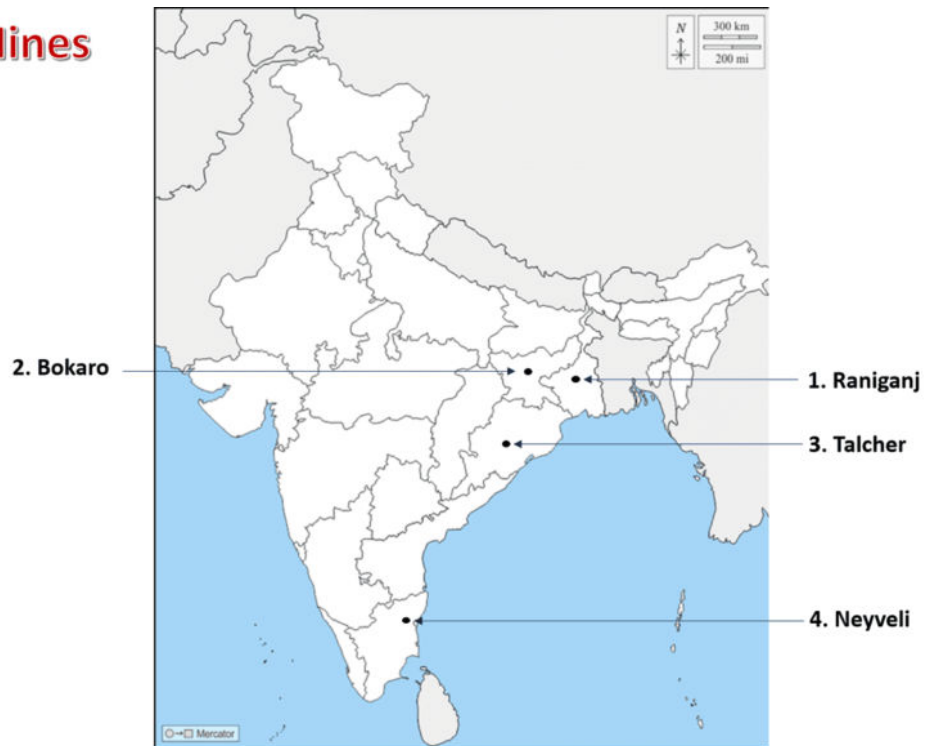 lines
N
300 km
200 mi
2. Bokaro
1. Raniganj
3. Talcher
4. Neyveli
Mercator